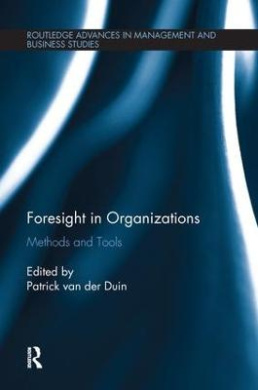 ROUTLEDGE ADVANCES IN MANAGEMENT AND
BUSINESS STUDIES
Foresight in Organizations
Methods and Tools
Edited by
Patrick van der Duin
R
ROUTLEDGE